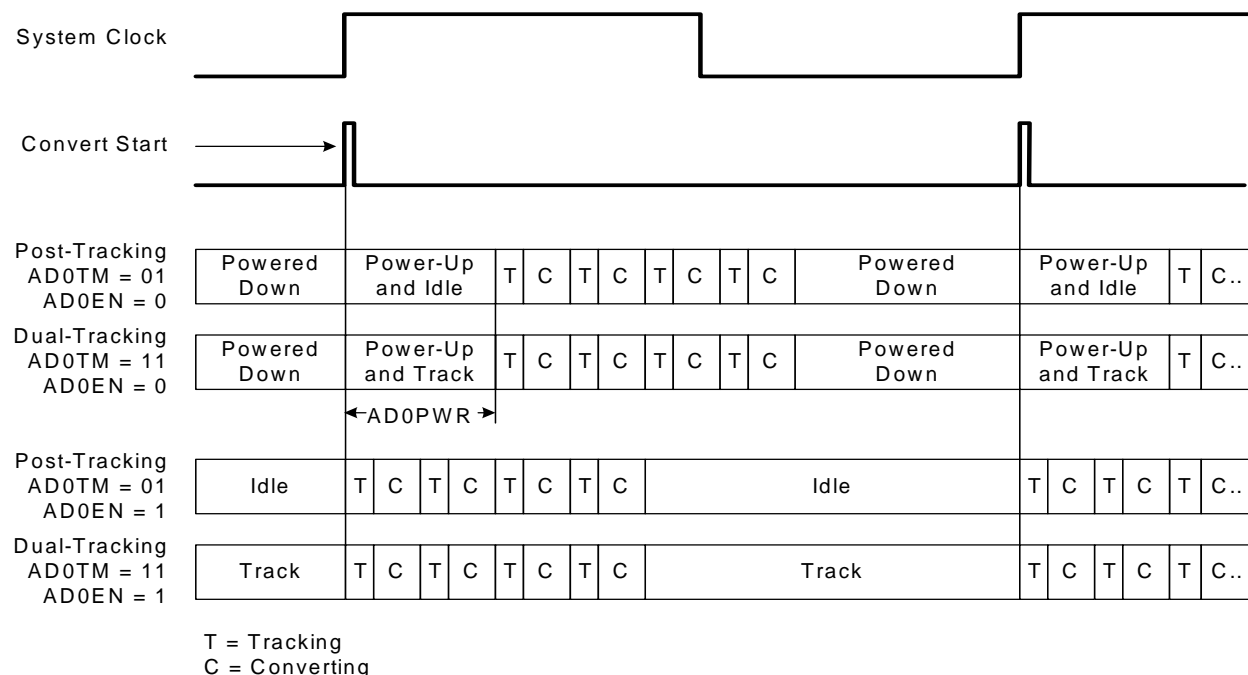 System Clock
Convert Start
Post-Tracking
AD0TM = 01
AD0EN = 0
Powered
Down
Power-Up
and Idle
T C T C T C T C
Powered
Down
Power-Up
and Idle
T C..
Dual-Tracking
AD0TM = 11
AD0EN = 0
Powered
Down
Power-Up
and Track
T C T C T C T C
Powered
Down
Power-Up
and Track
T C..
AD0PWR
Post-Tracking
AD0TM = 01
AD0EN = 1
Idle
T C T C T C T C
Idle
T C T C T C..
Dual-Tracking
AD0TM = 11
AD0EN = 1
Track
T C T C T C T C
Track
T C T C T C..
T = Tracking
C = Converting